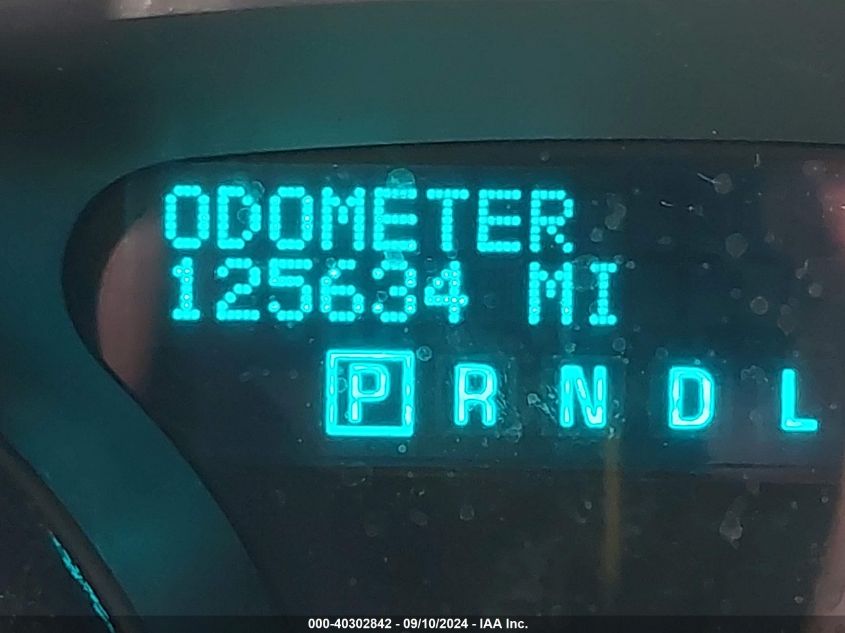 ODOMETER
125634 MI
P R N D L
000-40302842 - 09/10/2024 - IAA Inc.